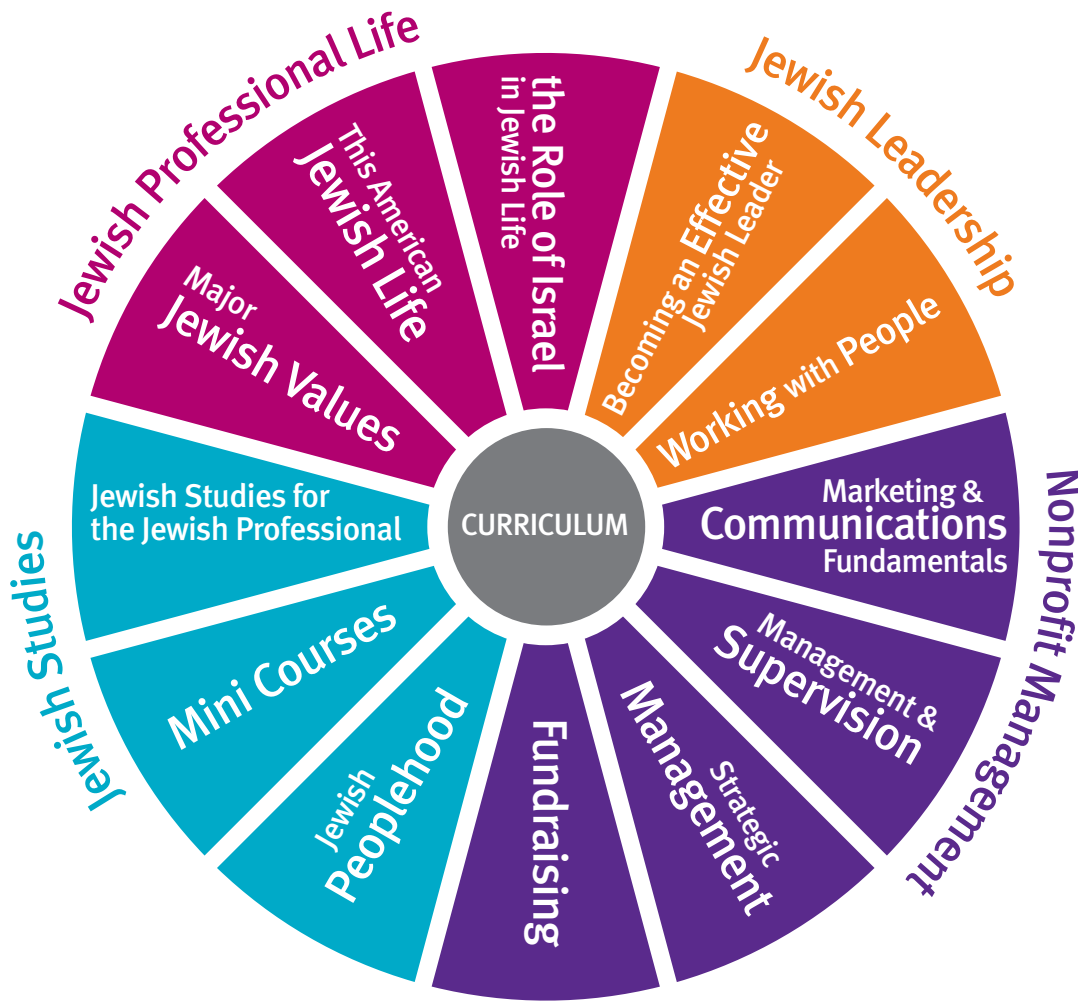 Jewish Professional Life
Major
Jewish Values
This American
Jewish Life
the Role of Israel
in Jewish Life
Jewish Leadership
Becoming an Effective
Jewish Leader
Working with People
Nonprofit Management
Marketing &
Communications
Fundamentals
Management &
Supervision
Strategic
Management
Fundraising
Jewish Studies
Jewish
Peoplehood
Mini Courses
Jewish Studies for
the Jewish Professional
CURRICULUM